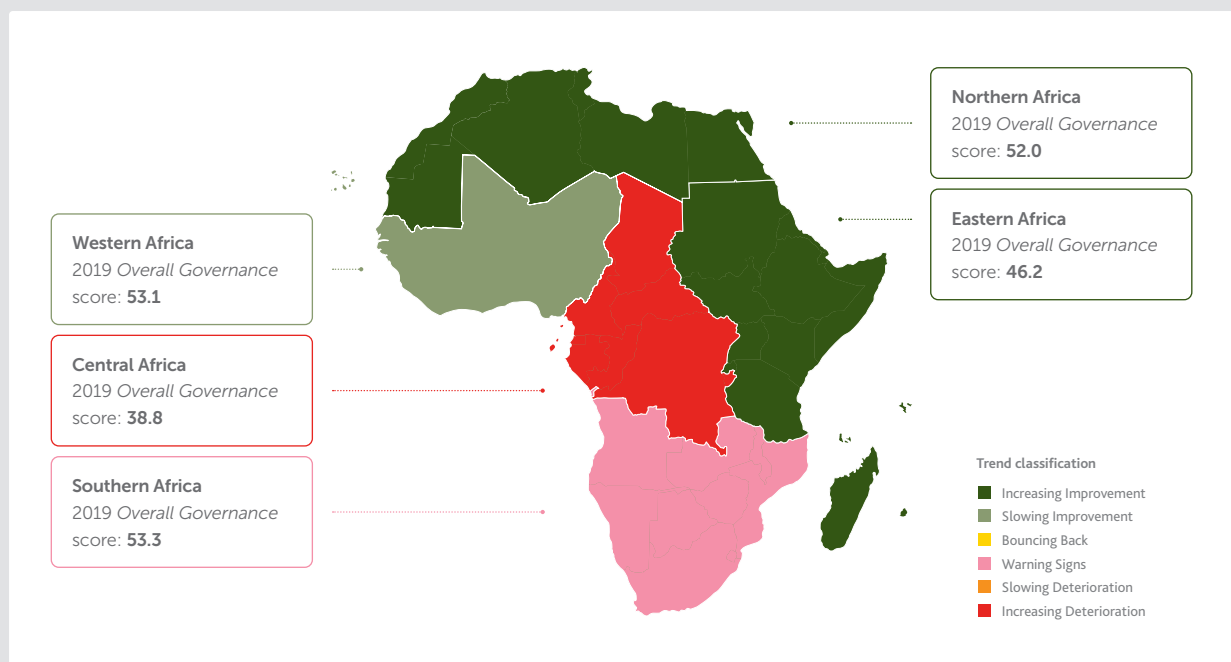 Northern Africa
2019 Overall Governance
score: 52.0
Eastern Africa
2019 Overall Governance
score: 46.2
Western Africa
2019 Overall Governance
score: 53.1
Central Africa
2019 Overall Governance
score: 38.8
Southern Africa
2019 Overall Governance
score: 53.3
Trend classification
Increasing Improvement
Slowing Improvement
Bouncing Back
Warning Signs
Slowing Deterioration
Increasing Deterioration